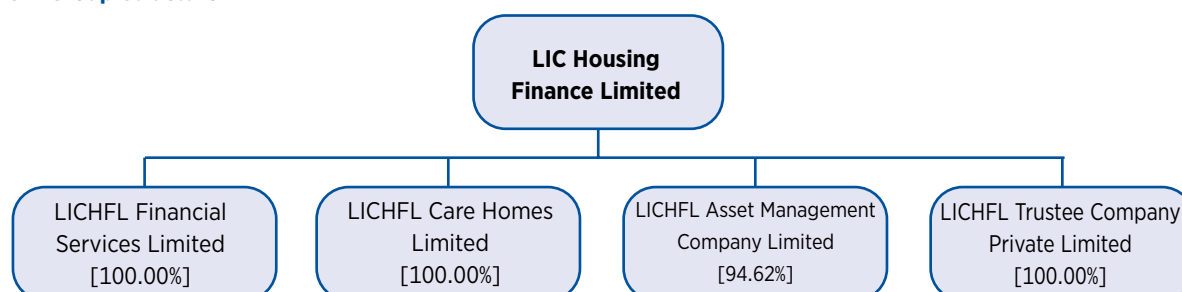 LIC Housing
Finance Limited
LICHFL Financial
Services Limited
[100.00%]
LICHFL Care Homes
Limited
[100.00%]
LICHFL Asset Management
Company Limited
[94.62%]
LICHFL Trustee Company
Private Limited
[100.00%]